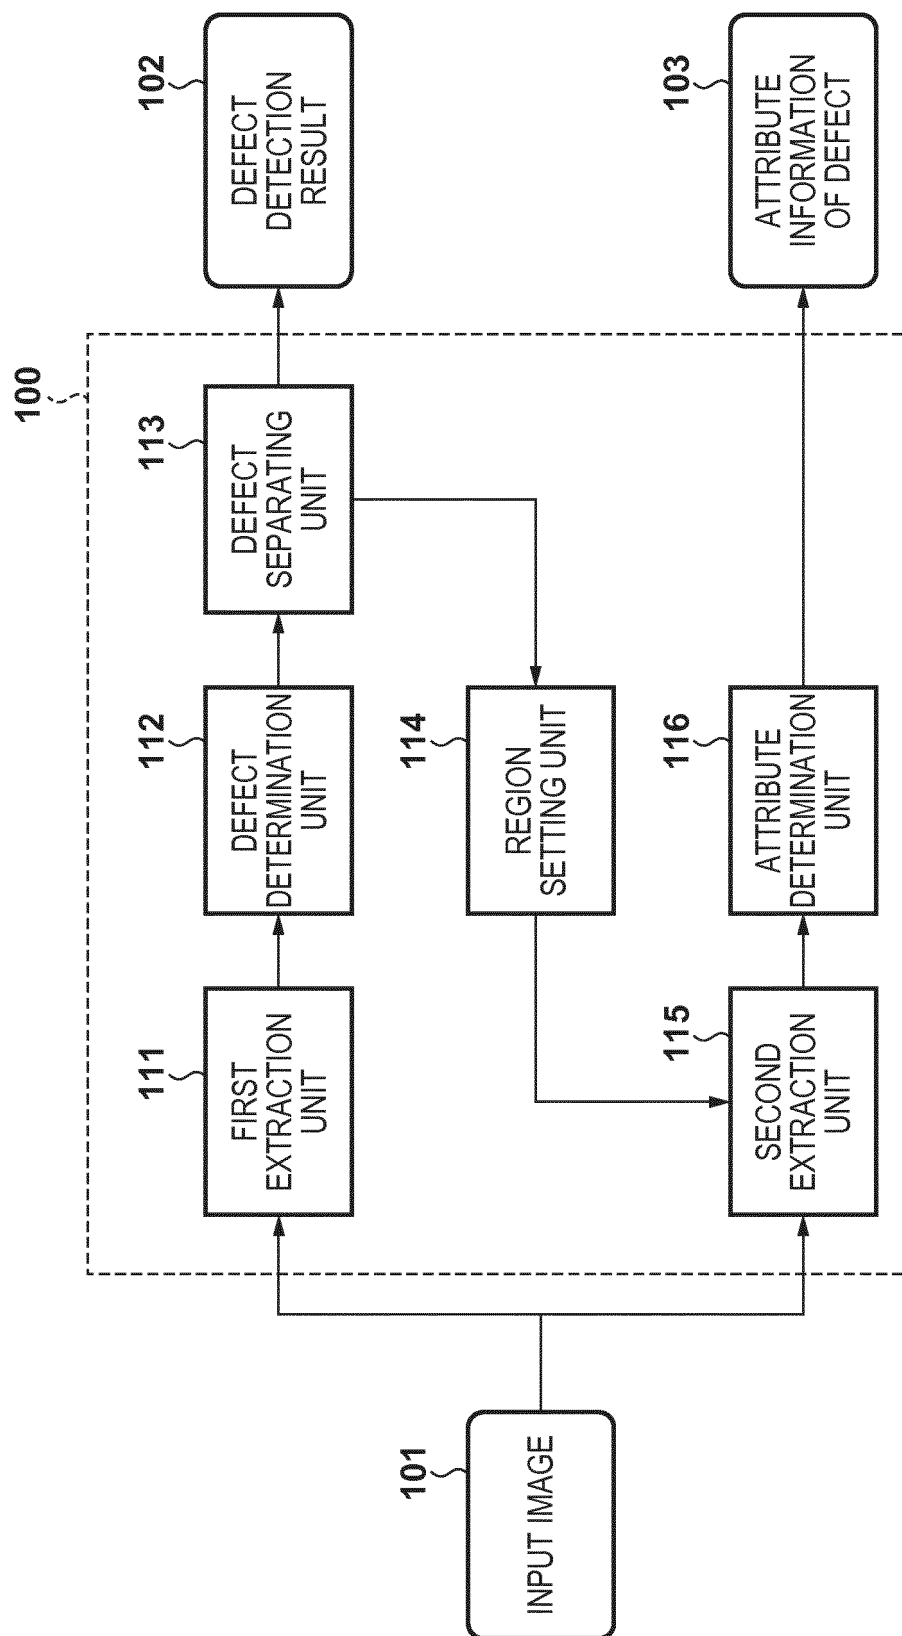 100
101
INPUT IMAGE
111
FIRST
EXTRACTION
UNIT
112
DEFECT
DETERMINATION
UNIT
113
DEFECT
SEPARATING
UNIT
102
DEFECT
DETECTION
RESULT
114
REGION
SETTING UNIT
115
SECOND
EXTRACTION
UNIT
116
ATTRIBUTE
DETERMINATION
UNIT
103
ATTRIBUTE
INFORMATION
OF DEFECT